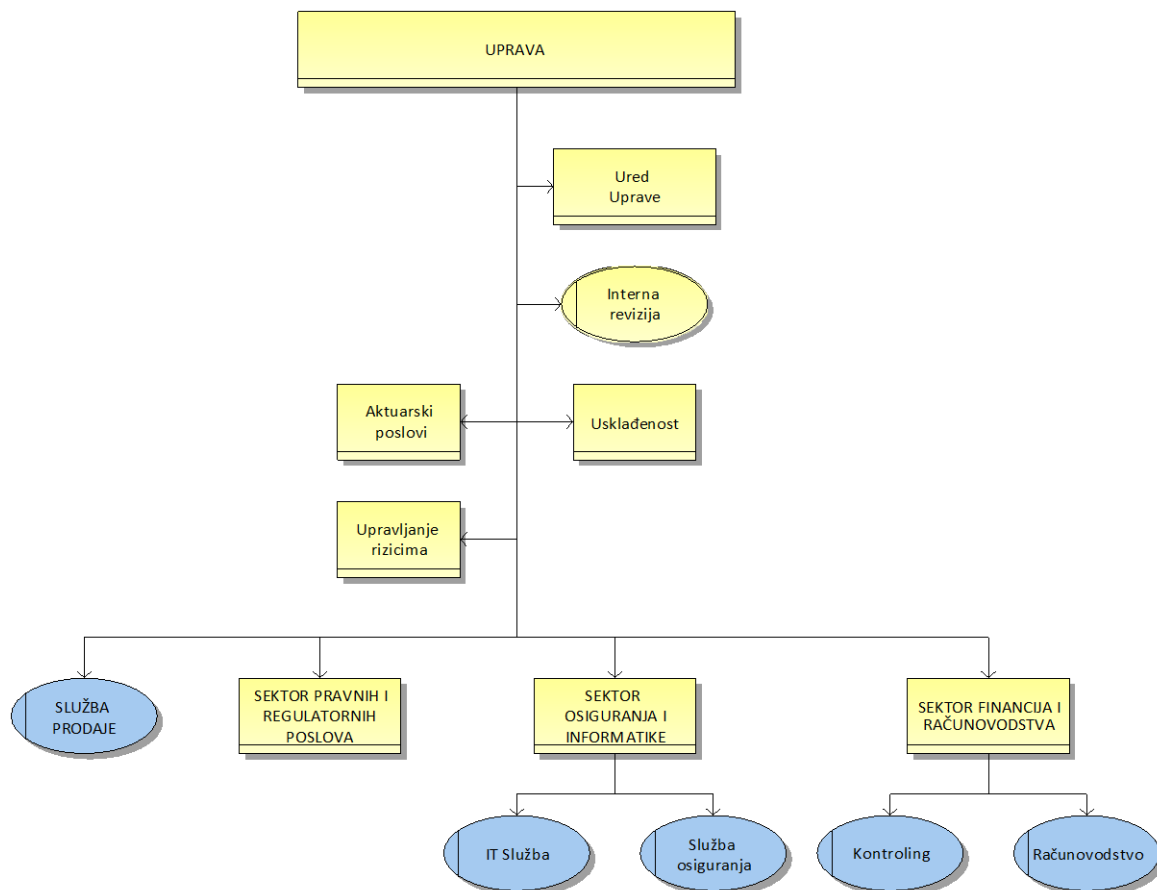 UPRAVA
Ured
Uprave
Interna
revizija
Aktuarski
poslovi
Usklađenost
Upravljanje
rizicima
SLUŽBA
PRODAJE
SEKTOR PRAVNIH I
REGULATORNIH
POSLOVA
SEKTOR
OSIGURANJA I
INFORMATIKE
SEKTOR FINANCIJA I
RAČUNOVODSTVA
IT Služba
Služba
osiguranja
Kontroling
Računovodstvo